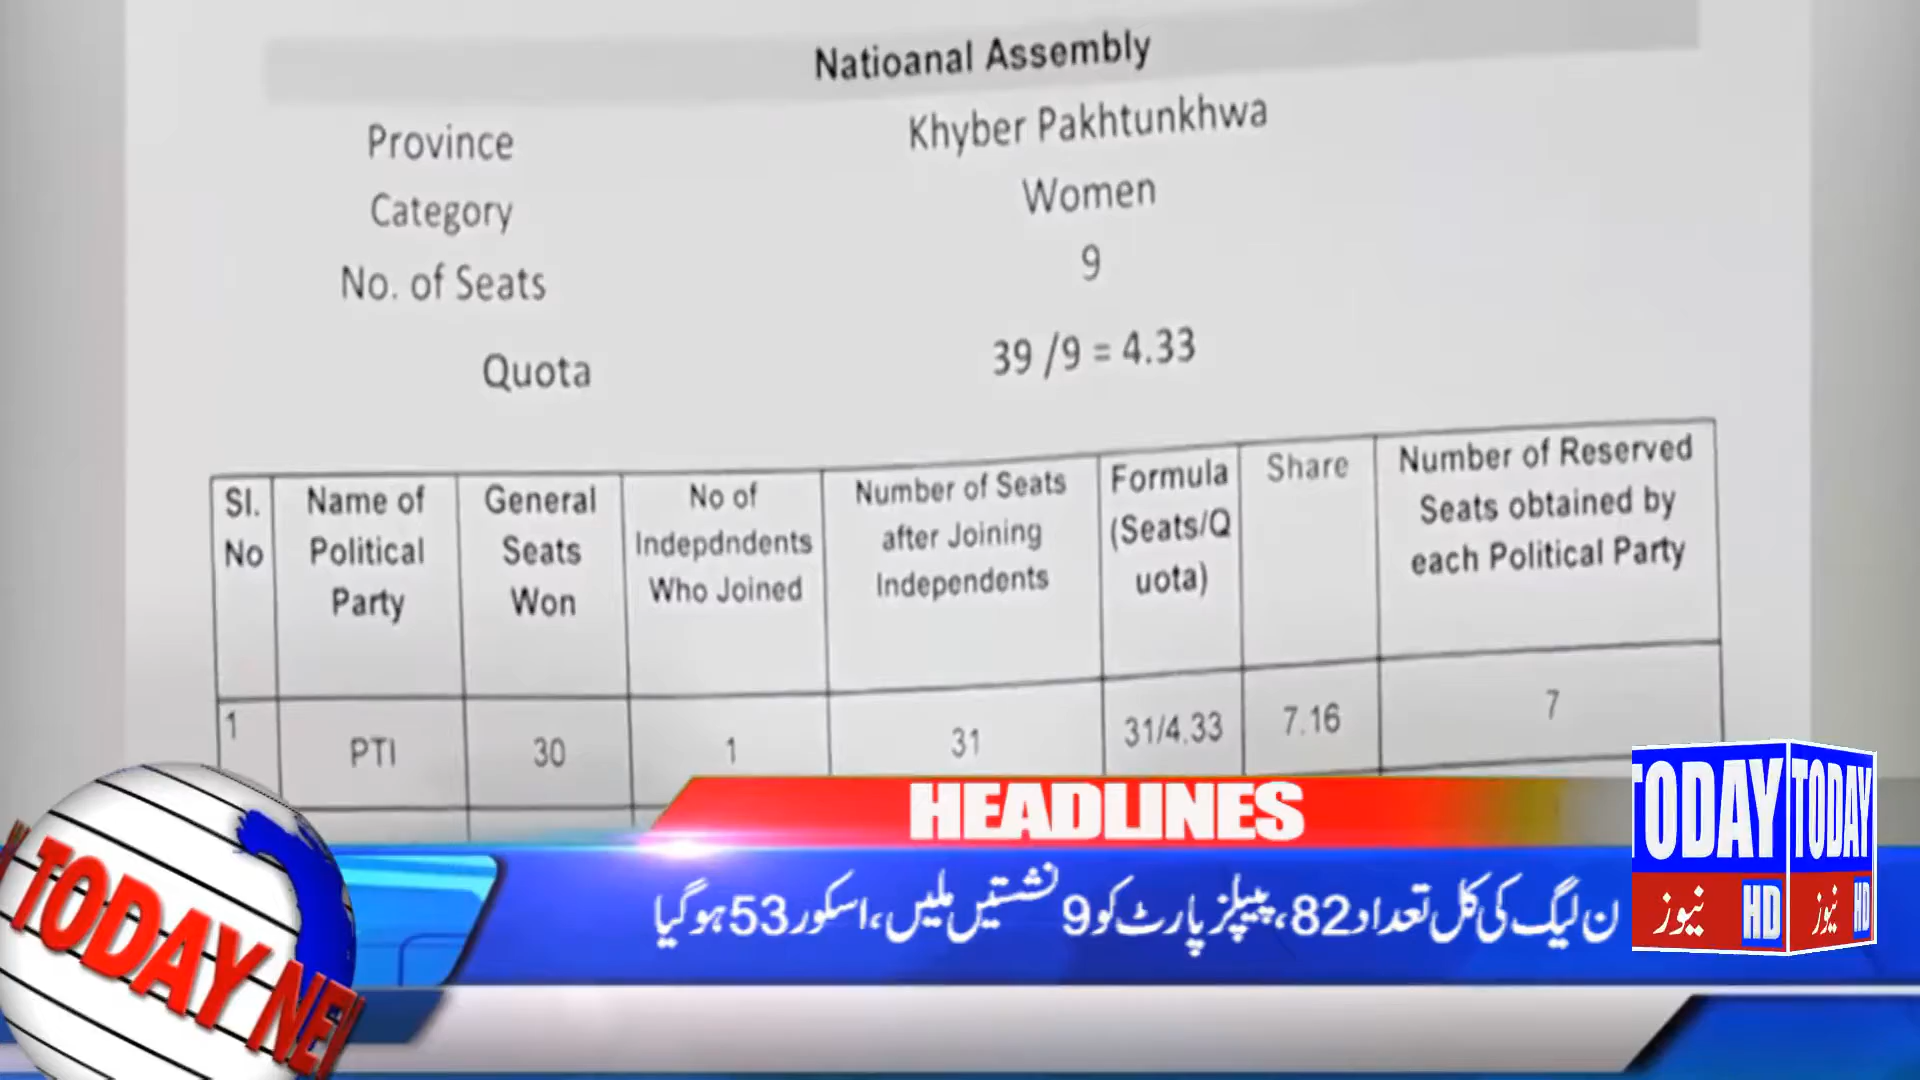 Natioanal Assembly
Province Khyber Pakhtunkhwa
Category Women
No. of Seats 9
Quota 39 /9 = 4.33
Sl. No
Name of Political Party
General Seats Won
No of Indepdndents Who Joined
Number of Seats after Joining Independents
Formula (Seats/Q uota)
Share
Number of Reserved Seats obtained by each Political Party
1 PTI 30 1 31 31/4.33 7.16 7
HEADLINES
ن لیگ کی کل تعداد 82، پیپلز پارٹ کو 9 نشستیں ملیں، اسکور 53 ہوگیا
TODAY NEW
TODAY
نیوز HD
TODAY
نیوز HD